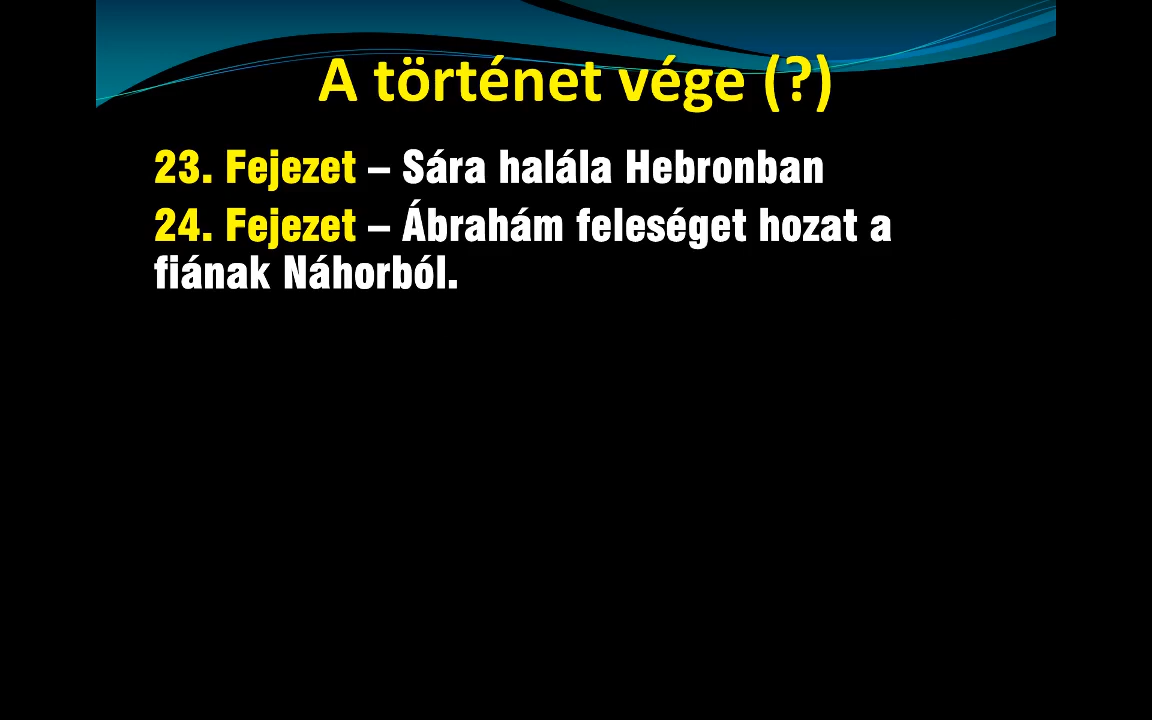 A történet vége (?)
23. Fejezet – Sára halála Hebronban
24. Fejezet – Ábrahám feleséget hozat a
fiának Náhorból.